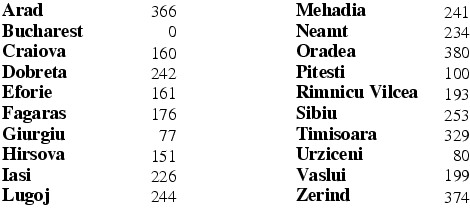 Arad 366 Mehadia 241
Bucharest 0 Neamt 234
Craiova 160 Oradea 380
Dobreta 242 Pitesti 100
Eforie 161 Rimnicu Vilcea 193
Fagaras 176 Sibiu 253
Giurgiu 77 Timisoara 329
Hirsova 151 Urziceni 80
Iasi 226 Vaslui 199
Lugoj 244 Zerind 374